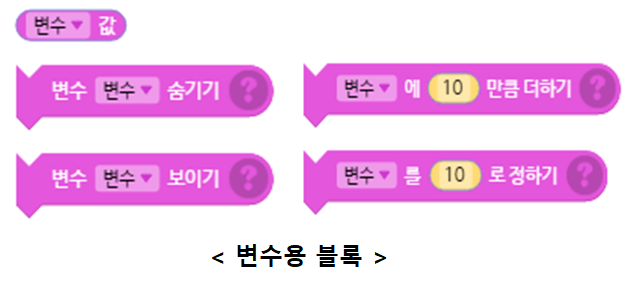 변수 값
변수 변수 숨기기 ?
변수 에 10 만큼 더하기 ?
변수 변수 보이기 ?
변수 를 10 로 정하기 ?
< 변수용 블록 >